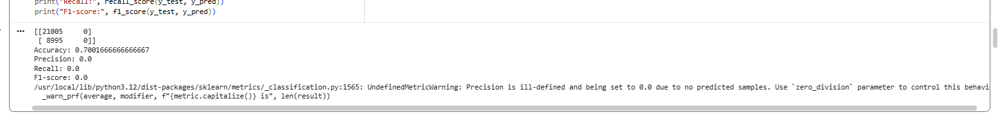 print("Recall:", recall_score(y_test, y_pred))
print("F1-score:", f1_score(y_test, y_pred))
[[21005     0]
 [ 8995     0]]
Accuracy: 0.7001666666666667
Precision: 0.0
Recall: 0.0
F1-score: 0.0
/usr/local/lib/python3.12/dist-packages/sklearn/metrics/_classification.py:1565: UndefinedMetricWarning: Precision is ill-defined and being set to 0.0 due to no predicted samples. Use `zero_division` parameter to control this behavi
  _warn_prf(average, modifier, f"{metric.capitalize()} is", len(result))